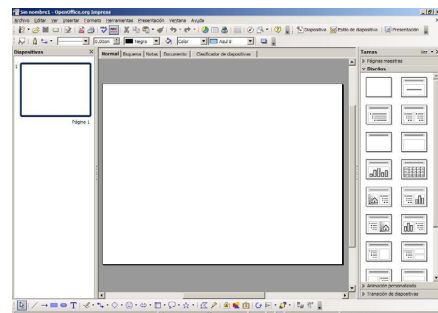 Sin nombre1 - OpenOffice.org Impress
Archivo Editar Ver Insertar Formato Herramientas Presentación Ventana Ayuda
Diapositiva Estilo de diapositiva Presentación
0,00cm Negro Color Azul 8
Diapositivas
Normal Esquema Notas Documento Clasificador de diapositivas
Tareas Ver
Páginas maestras
Diseños
1
Página 1
Animación personalizada
Transición de diapositivas